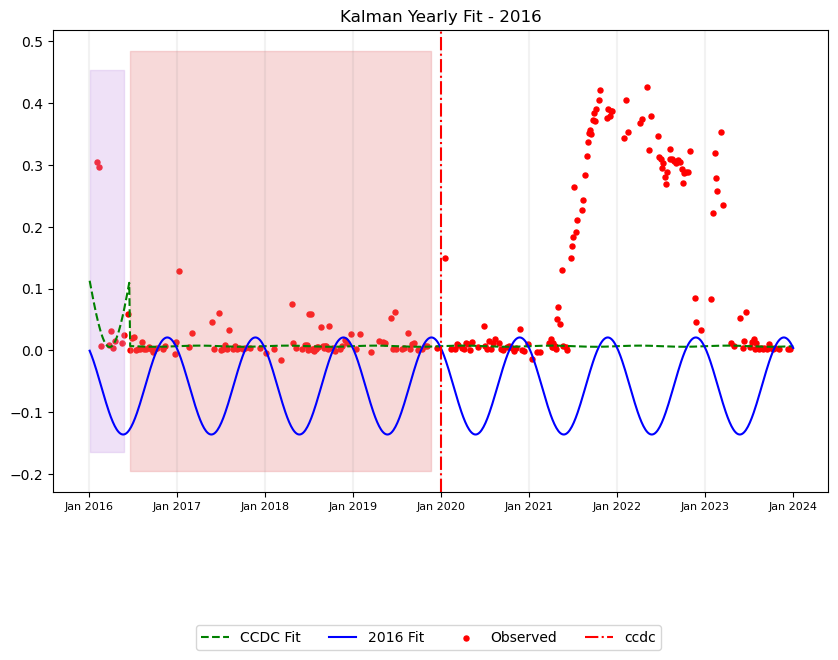 Kalman Yearly Fit - 2016
0.5
0.4
0.3
0.2
0.1
0.0
−0.1
−0.2
Jan 2016 Jan 2017 Jan 2018 Jan 2019 Jan 2020 Jan 2021 Jan 2022 Jan 2023 Jan 2024
CCDC Fit 2016 Fit Observed ccdc